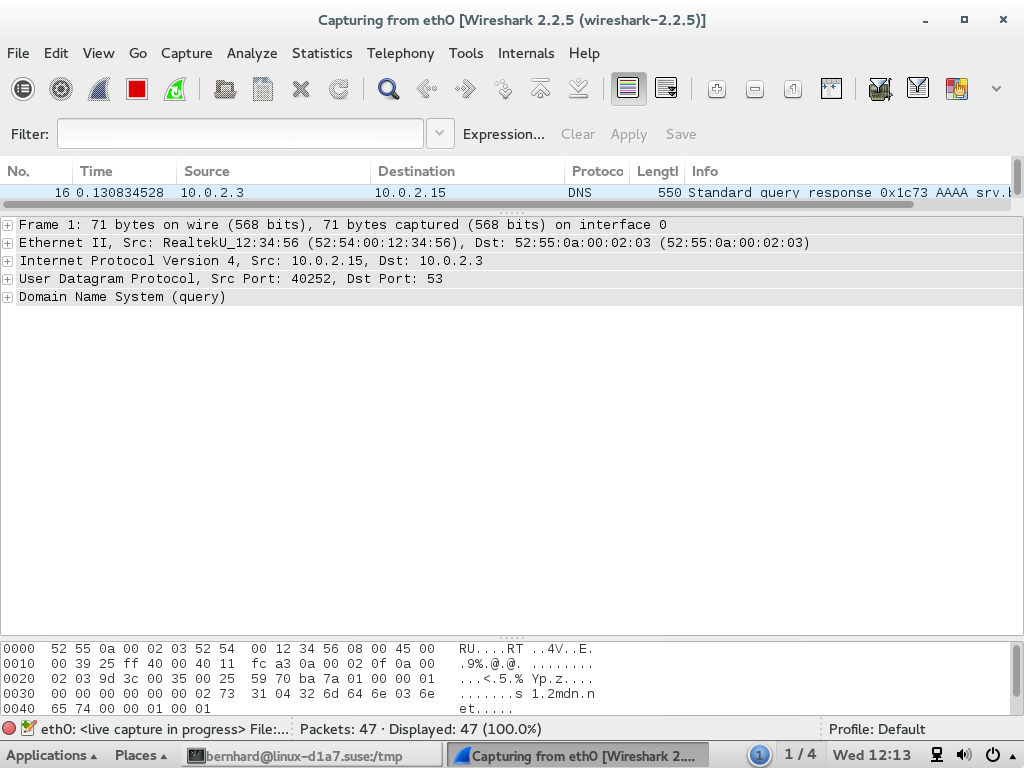 Capturing from eth0 [Wireshark 2.2.5 (wireshark-2.2.5)]
File Edit View Go Capture Analyze Statistics Telephony Tools Internals Help
Filter: Expression... Clear Apply Save
No. Time Source Destination Protoco Lengtl Info
16 0.130834528 10.0.2.3 10.0.2.15 DNS 550 Standard query response 0x1c73 AAAA srv.
Frame 1: 71 bytes on wire (568 bits), 71 bytes captured (568 bits) on interface 0
Ethernet II, Src: RealtekU_12:34:56 (52:54:00:12:34:56), Dst: 52:55:0a:00:02:03 (52:55:0a:00:02:03)
Internet Protocol Version 4, Src: 10.0.2.15, Dst: 10.0.2.3
User Datagram Protocol, Src Port: 40252, Dst Port: 53
Domain Name System (query)
0000 52 55 0a 00 02 03 52 54 00 12 34 56 08 00 45 00 RU....RT ..4V..E.
0010 00 39 25 ff 40 00 40 11 fc a3 0a 00 02 0f 0a 00 .9%.@.@. ........
0020 02 03 9d 3c 00 35 00 25 59 70 ba 7a 01 00 00 01 ...<.5.% Yp.z....
0030 00 00 00 00 00 00 02 73 31 04 32 6d 64 6e 03 6e .......s 1.2mdn.n
0040 65 74 00 00 01 00 01 et.....
eth0: <live capture in progress> File:... Packets: 47 · Displayed: 47 (100.0%) Profile: Default
Applications Places bernhard@linux-d1a7.suse:/tmp Capturing from eth0 [Wireshark 2.... 1 1 / 4 Wed 12:13